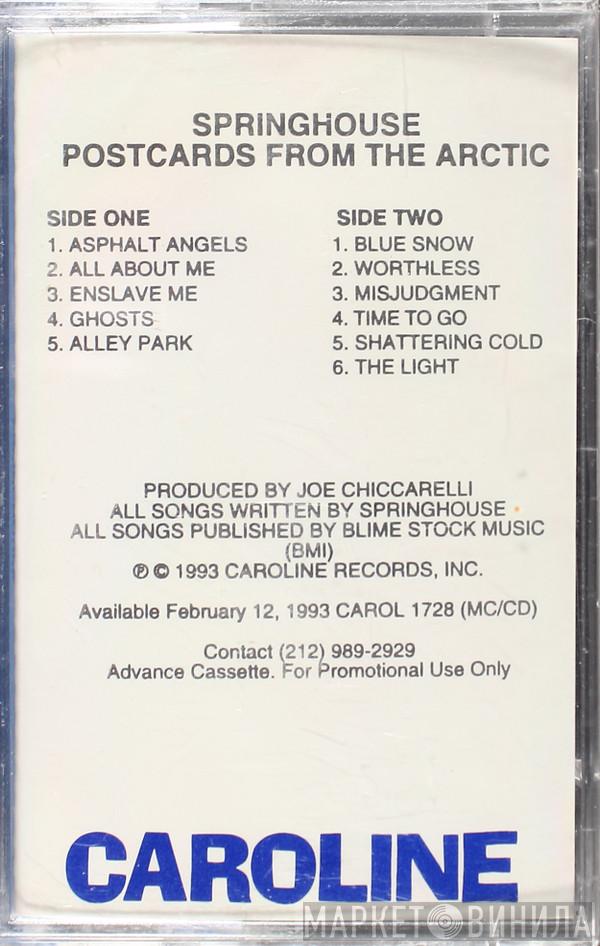 SPRINGHOUSE
POSTCARDS FROM THE ARCTIC
SIDE ONE
1. ASPHALT ANGELS
2. ALL ABOUT ME
3. ENSLAVE ME
4. GHOSTS
5. ALLEY PARK
SIDE TWO
1. BLUE SNOW
2. WORTHLESS
3. MISJUDGMENT
4. TIME TO GO
5. SHATTERING COLD
6. THE LIGHT
PRODUCED BY JOE CHICCARELLI
ALL SONGS WRITTEN BY SPRINGHOUSE
ALL SONGS PUBLISHED BY BLIME STOCK MUSIC
(BMI)
℗ © 1993 CAROLINE RECORDS, INC.
Available February 12, 1993 CAROL 1728 (MC/CD)
Contact (212) 989-2929
Advance Cassette. For Promotional Use Only
CAROLINE
МАРКЕТ ВИНИЛА